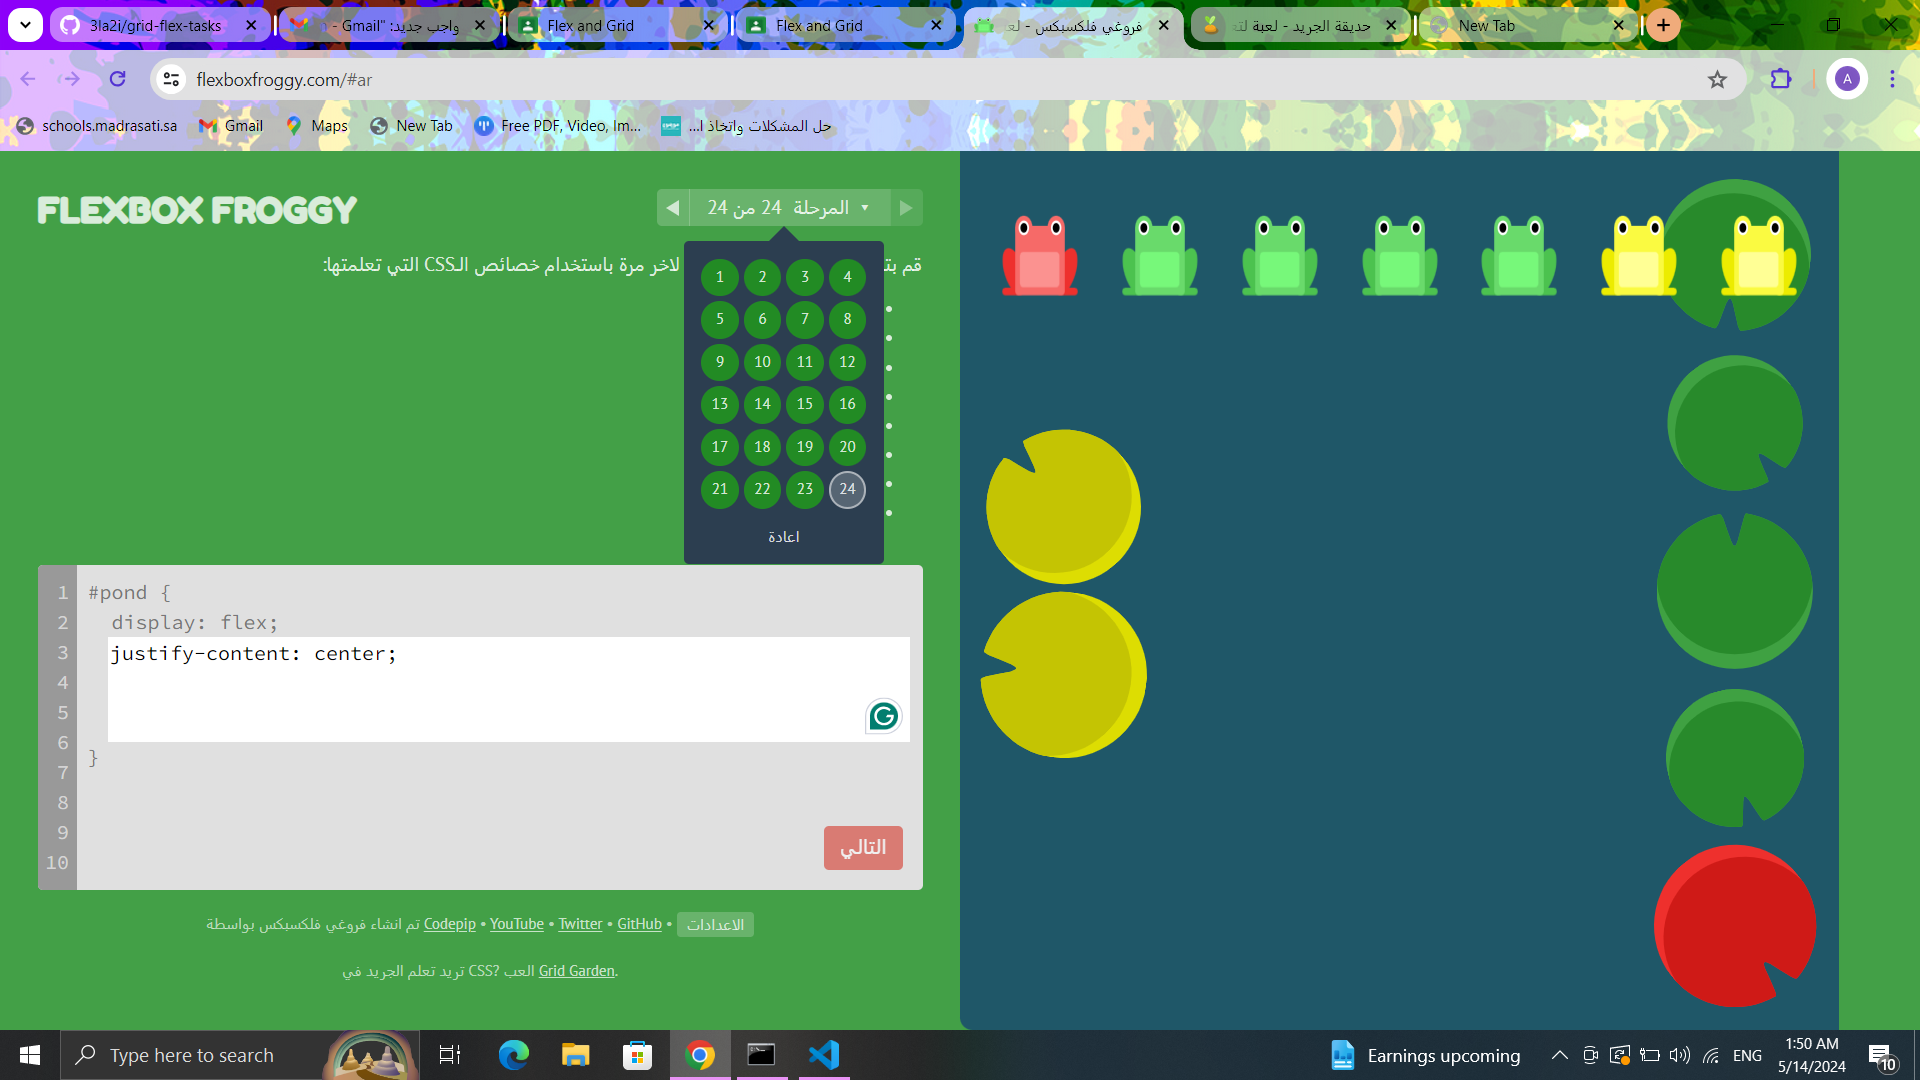 3la2i/grid-flex-tasks
واجب جديد: "Gmail -
Flex and Grid
Flex and Grid
فروغي فلكسبكس - لع
حديقة الجريد - لعبة لتع
New Tab
flexboxfroggy.com/#ar
A
schools.madrasati.sa
Gmail
Maps
New Tab
Free PDF, Video, Im...
حل المشكلات واتخاذ ا...
FLEXBOX FROGGY
المرحلة 24 من 24
قم بت
لاخر مرة باستخدام خصائص الـCSS التي تعلمتها:
1 2 3 4
5 6 7 8
9 10 11 12
13 14 15 16
17 18 19 20
21 22 23 24
اعادة
1 #pond {
2 display: flex;
3 justify-content: center;
4
5
6 }
7
8
9
10
التالي
تم انشاء فروغي فلكسبكس بواسطة Codepip • YouTube • Twitter • GitHub • الاعدادات
تريد تعلم الجريد في CSS? العب Grid Garden.
Type here to search
Earnings upcoming
ENG
1:50 AM
5/14/2024
10